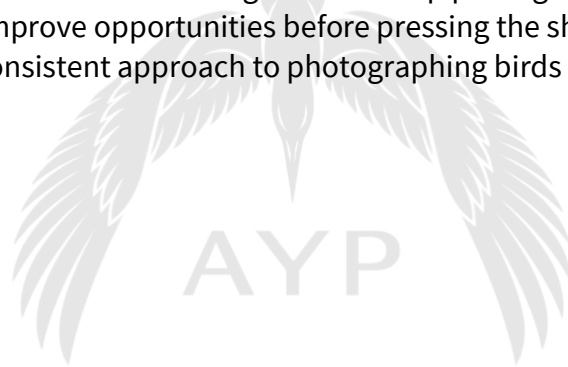 mprove opportunities before pressing the sh
onsistent approach to photographing birds
AYP